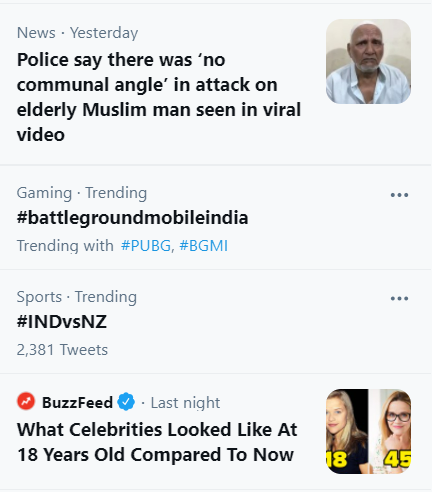 News · Yesterday
Police say there was ‘no
communal angle’ in attack on
elderly Muslim man seen in viral
video
Gaming · Trending
#battlegroundmobileindia
Trending with #PUBG, #BGMI
Sports · Trending
#INDvsNZ
2,381 Tweets
BuzzFeed · Last night
What Celebrities Looked Like At
18 Years Old Compared To Now
18 45